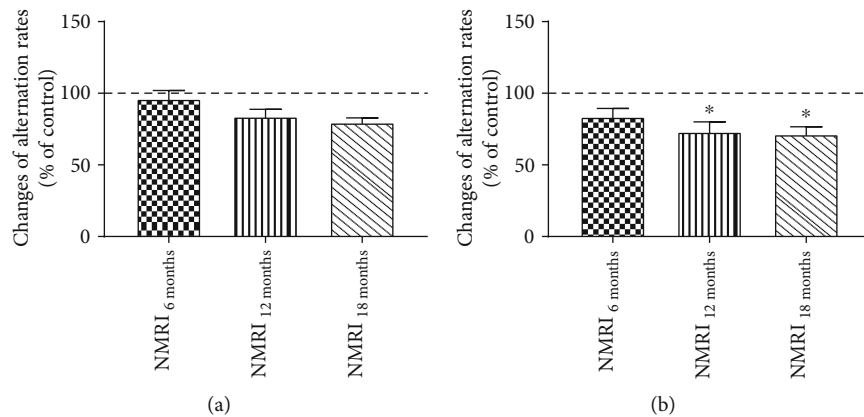 Changes of alternation rates
(% of control)
150
100
50
0
NMRI 6 months
NMRI 12 months
NMRI 18 months
(a)
Changes of alternation rates
(% of control)
150
100
50
0
*
*
NMRI 6 months
NMRI 12 months
NMRI 18 months
(b)